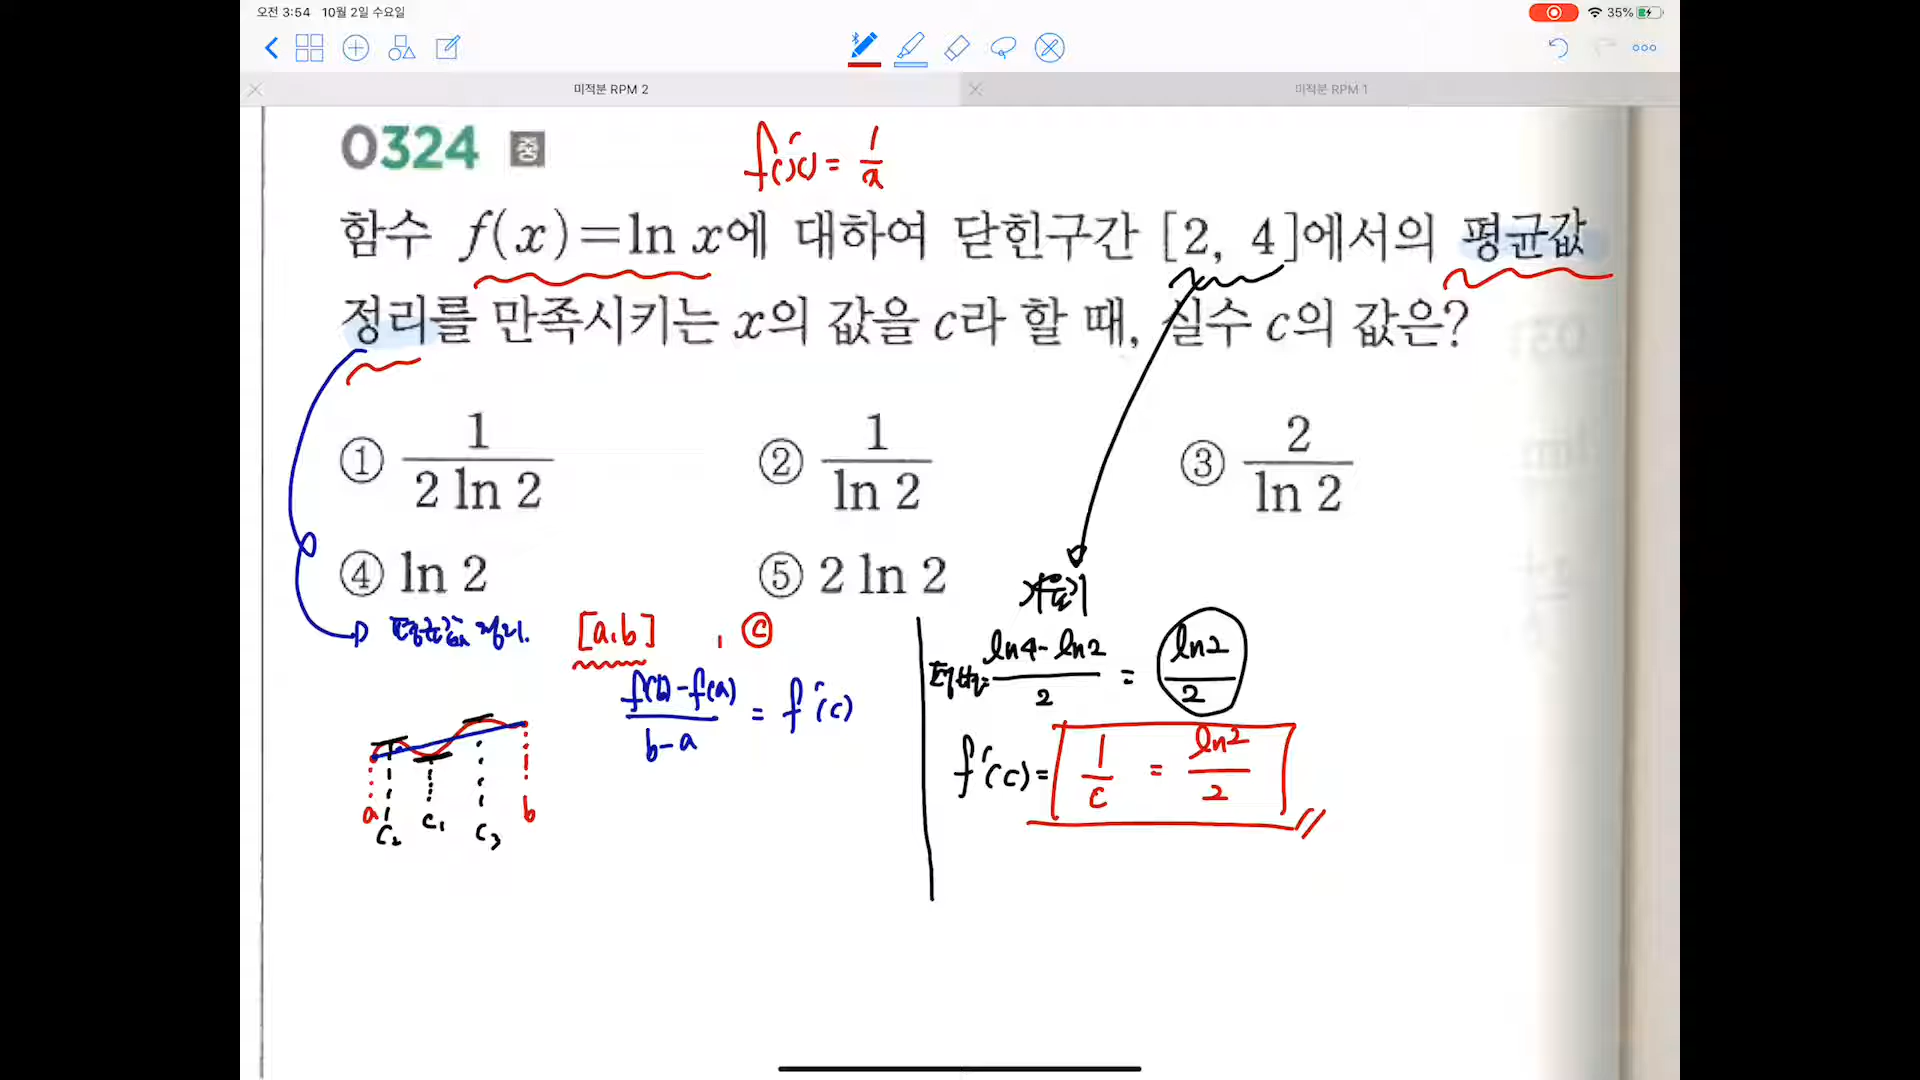 오전 3:54 10월 2일 수요일
35%
미적분 RPM 2
미적분 RPM 1
0324 중
f'(x) = 1/x
함수 f(x)=ln x에 대하여 닫힌구간 [2, 4]에서의 평균값
정리를 만족시키는 x의 값을 c라 할 때, 실수 c의 값은?
① 1/(2 ln 2) ② 1/ln 2 ③ 2/ln 2
④ ln 2 ⑤ 2 ln 2
평균값 정리. [a,b] , ⓒ
(f(b)-f(a))/(b-a) = f'(c)
a c₂ c₁ c₃ b
(ln4-ln2)/2 = ln2/2
f'(c)= 1/c = ln2/2